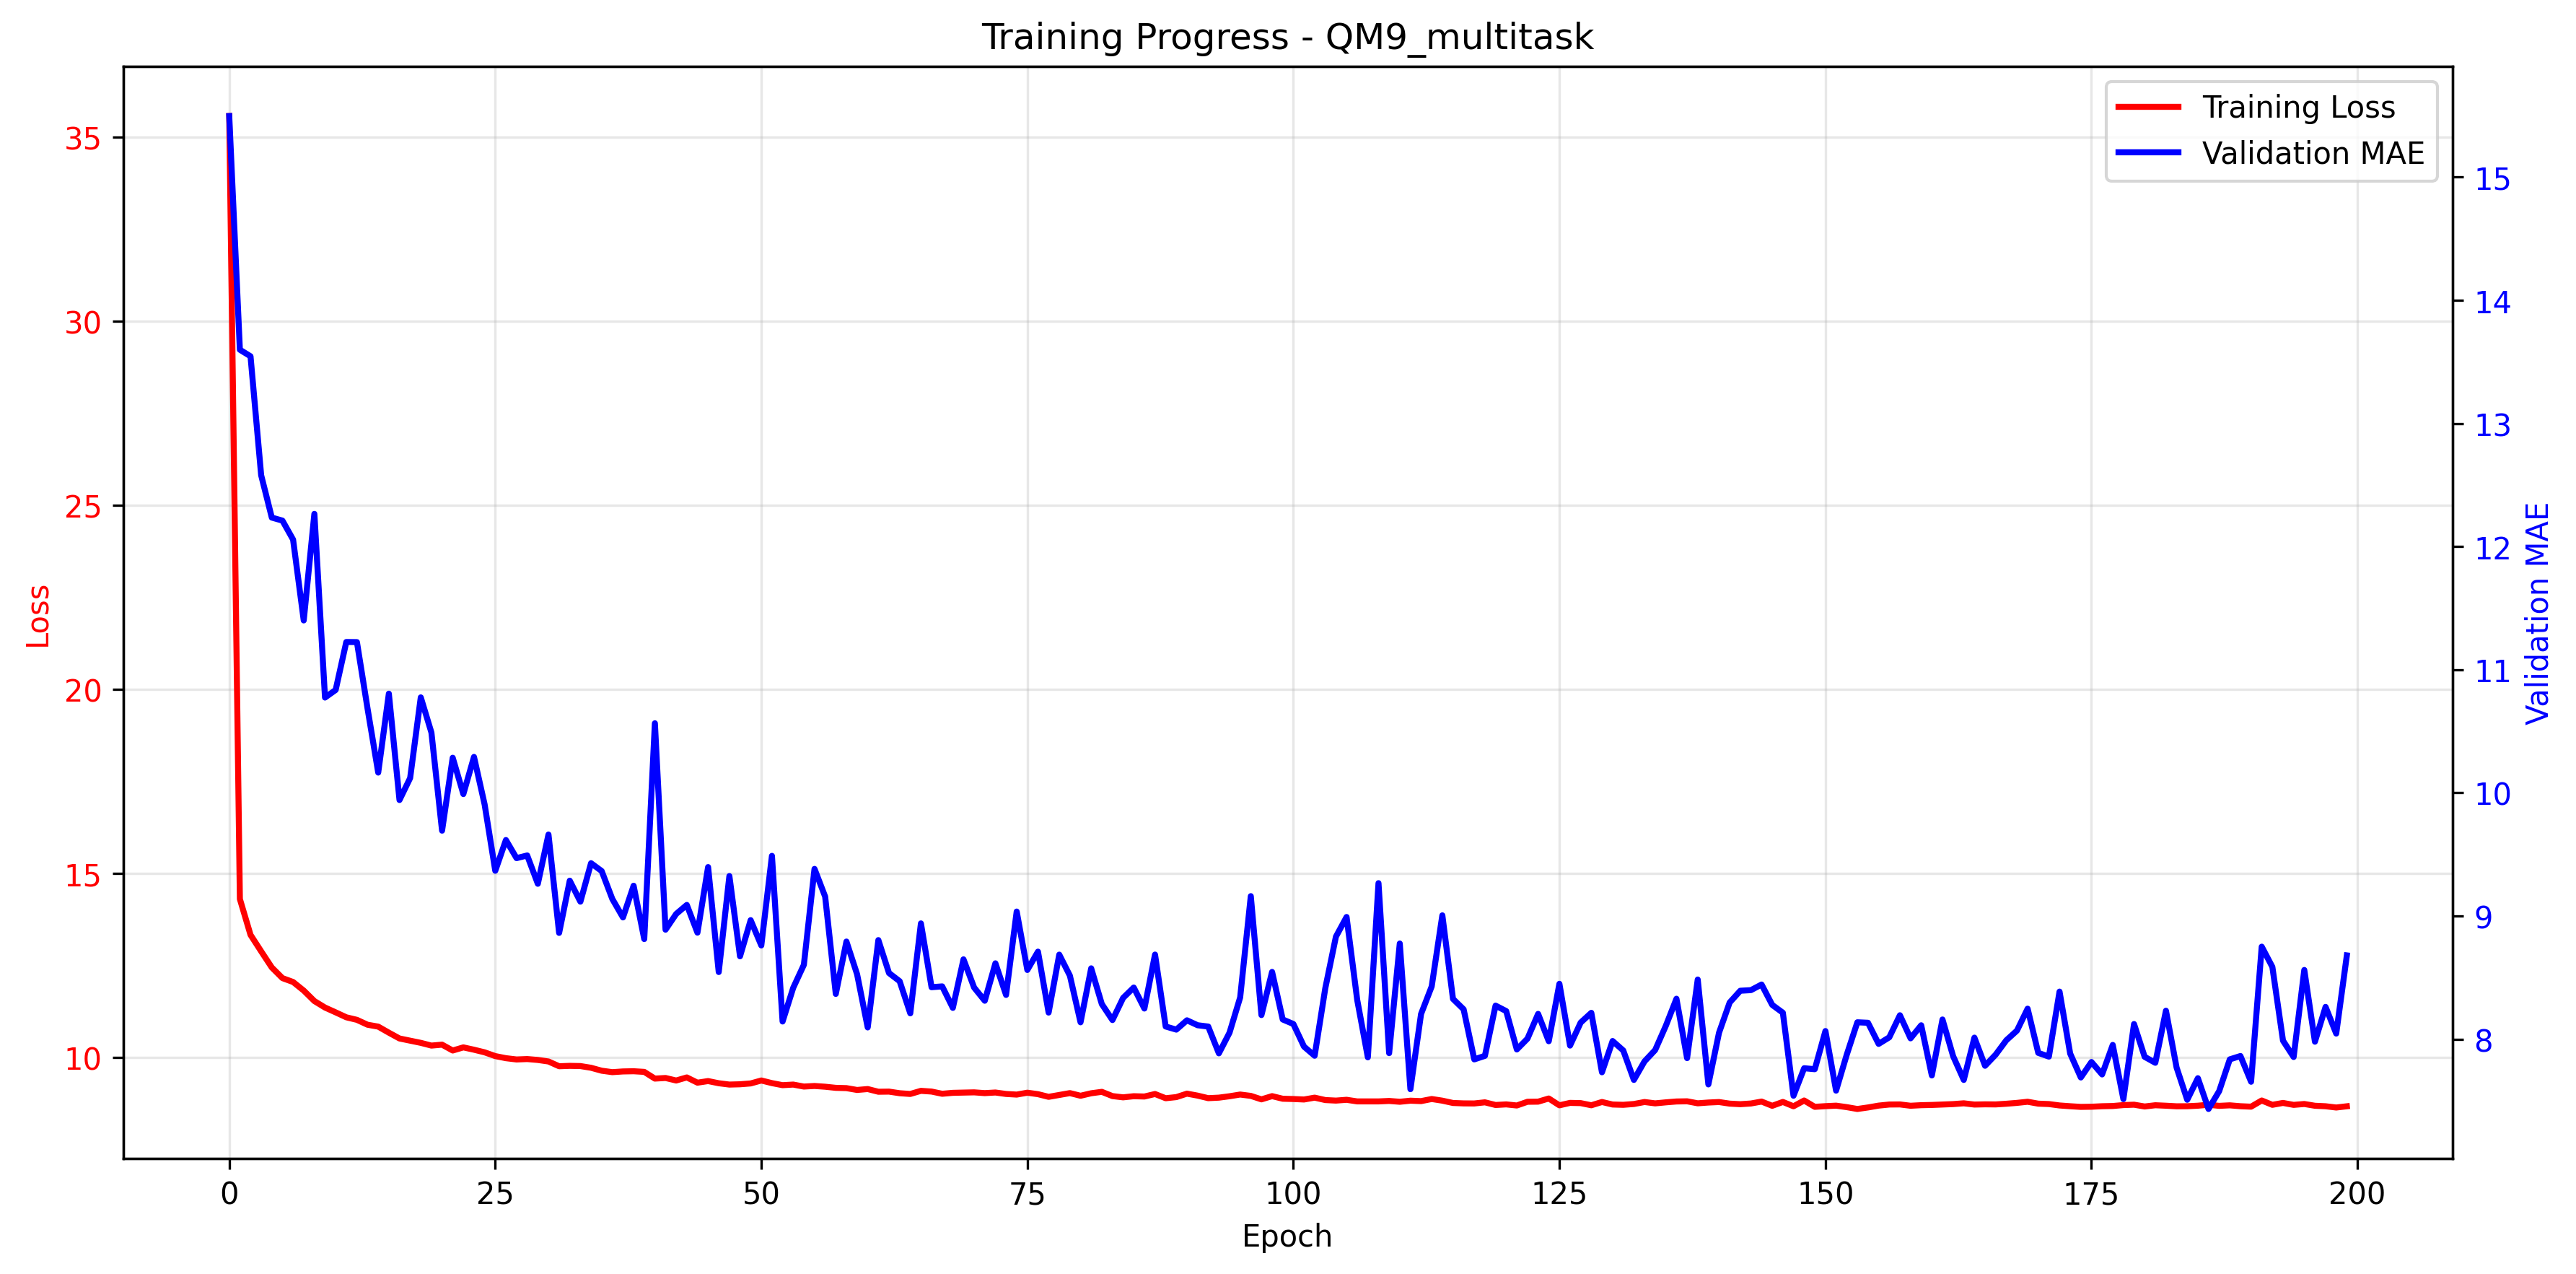 Training Progress - QM9_multitask
Training Loss
Validation MAE
35
30
25
20
15
10
Loss
15
14
13
12
11
10
9
8
Validation MAE
0 25 50 75 100 125 150 175 200
Epoch